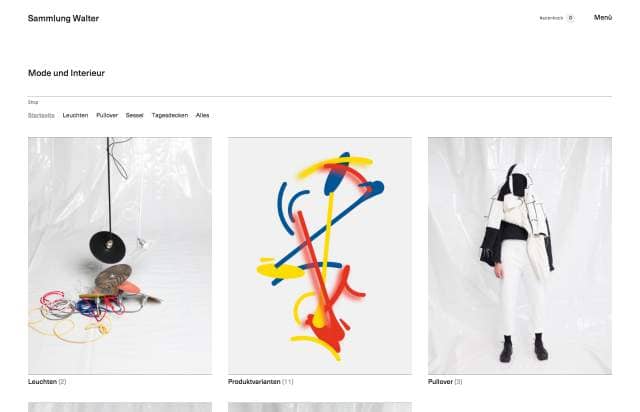 Sammlung Walter
0
Menü
Mode und Interieur
Shop
Startseite Leuchten Pullover Sessel Tagesdecken Alles
Leuchten (2)
Produktvarianten (11)
Pullover (3)